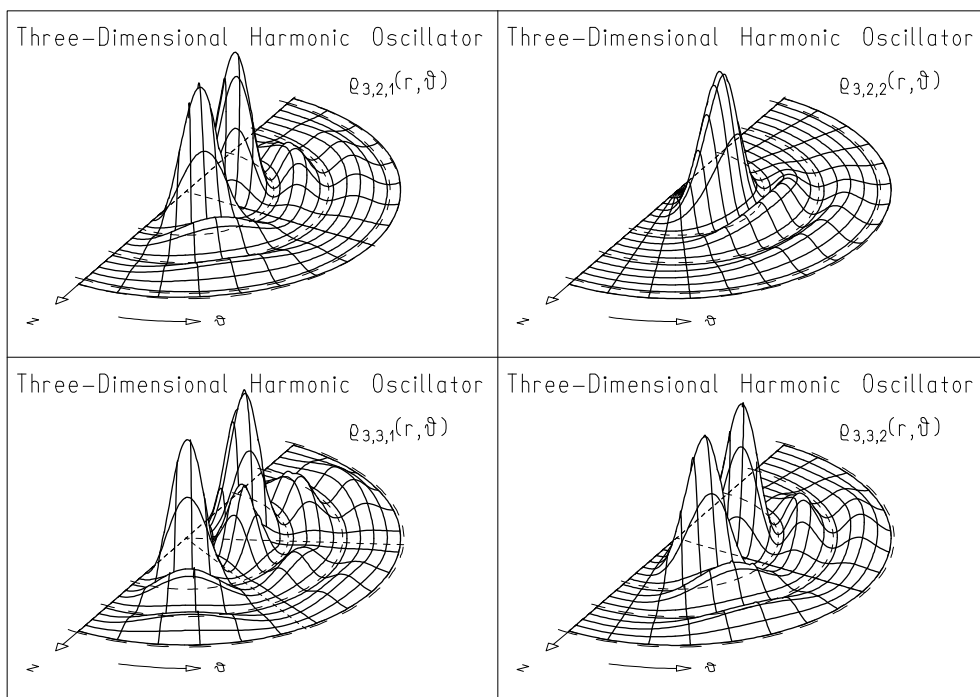 Three-Dimensional Harmonic Oscillator
ϱ3,2,1(r,ϑ)
z
ϑ
Three-Dimensional Harmonic Oscillator
ϱ3,2,2(r,ϑ)
z
ϑ
Three-Dimensional Harmonic Oscillator
ϱ3,3,1(r,ϑ)
z
ϑ
Three-Dimensional Harmonic Oscillator
ϱ3,3,2(r,ϑ)
z
ϑ